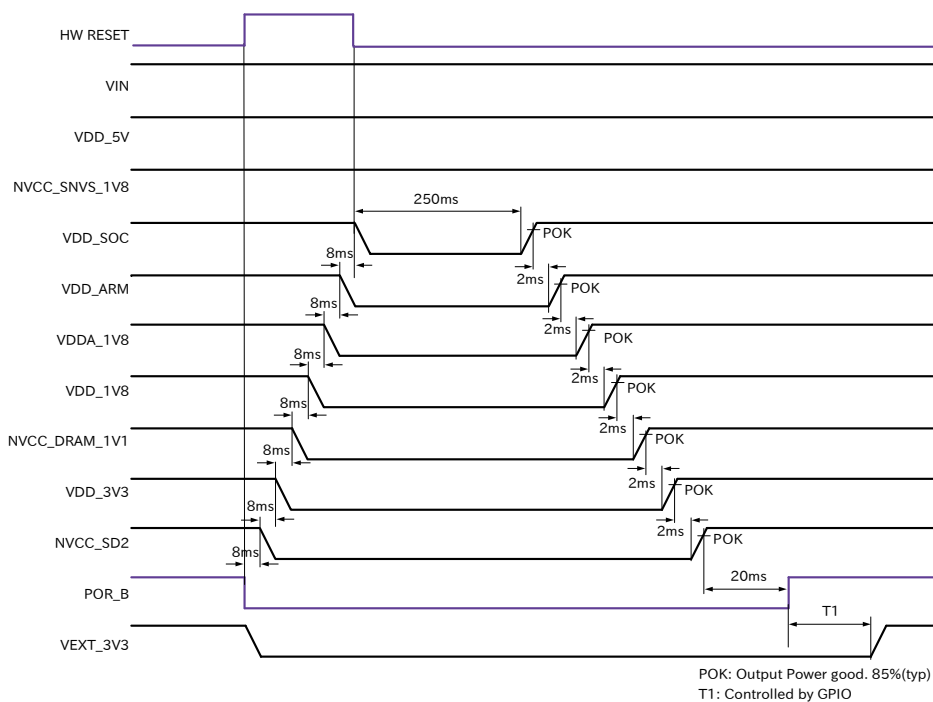 HW RESET
VIN
VDD_5V
NVCC_SNVS_1V8
250ms
VDD_SOC
POK
8ms
2ms
VDD_ARM
POK
8ms
2ms
VDDA_1V8
POK
8ms
2ms
VDD_1V8
POK
8ms
2ms
NVCC_DRAM_1V1
POK
8ms
2ms
VDD_3V3
POK
8ms
2ms
NVCC_SD2
POK
8ms
20ms
POR_B
T1
VEXT_3V3
POK: Output Power good. 85%(typ)
T1: Controlled by GPIO